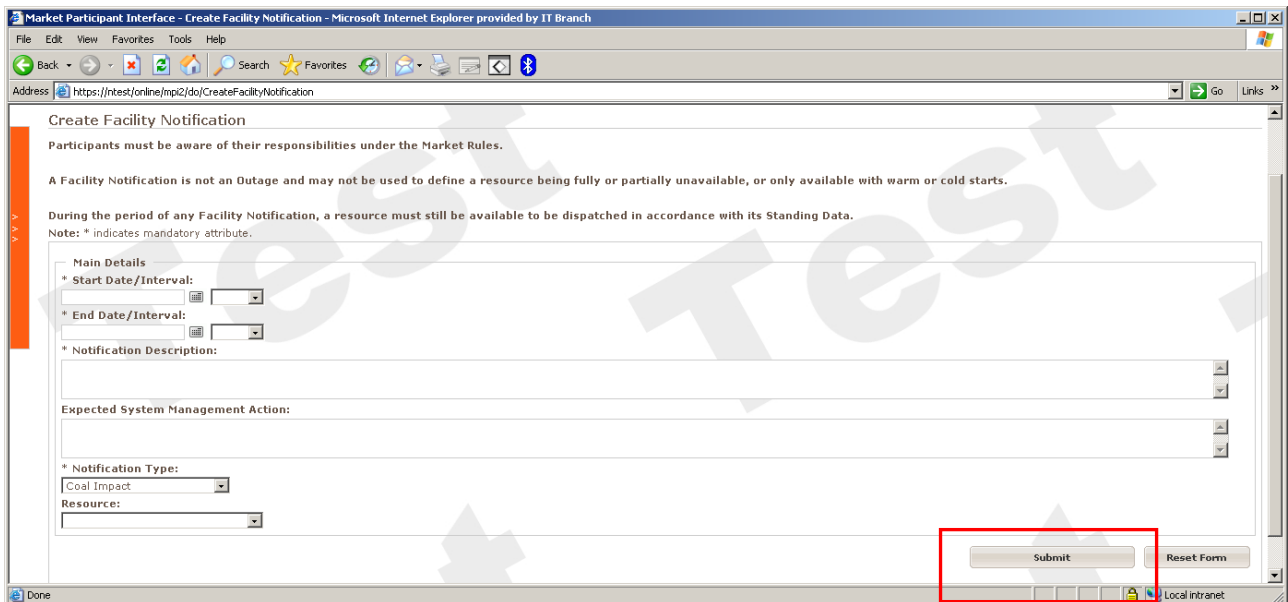 Market Participant Interface - Create Facility Notification - Microsoft Internet Explorer provided by IT Branch
File Edit View Favorites Tools Help
Back Search Favorites
Address https://ntest/online/mpi2/do/CreateFacilityNotification Go Links »
Create Facility Notification
Participants must be aware of their responsibilities under the Market Rules.
A Facility Notification is not an Outage and may not be used to define a resource being fully or partially unavailable, or only available with warm or cold starts.
During the period of any Facility Notification, a resource must still be available to be dispatched in accordance with its Standing Data.
Note: * indicates mandatory attribute.
> > >
Main Details
* Start Date/Interval:
* End Date/Interval:
* Notification Description:
Expected System Management Action:
* Notification Type:
Coal Impact
Resource:
Submit Reset Form
Done Local intranet
Test Test